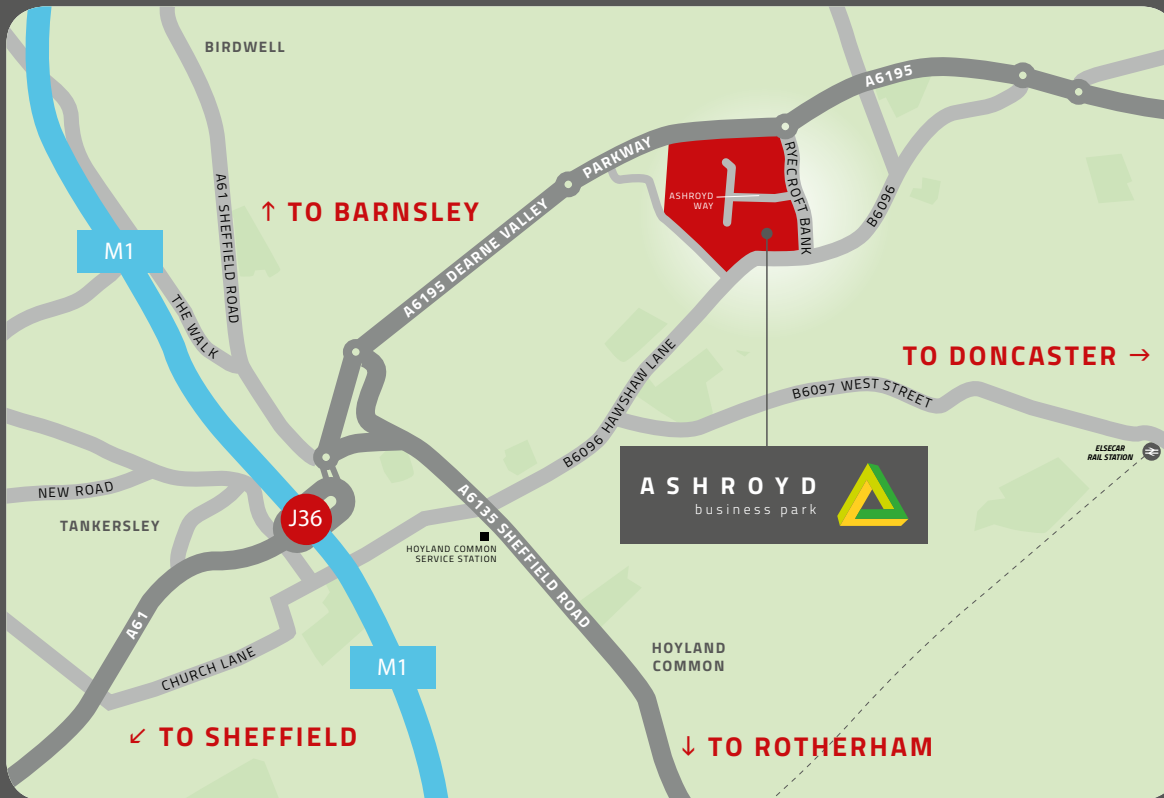 BIRDWELL
A6195
PARKWAY
RYECROFT BANK
ASHROYD
WAY
B6096
A61 SHEFFIELD ROAD
↑ TO BARNSLEY
A6195 DEARNE VALLEY
M1
THE WALK
TO DONCASTER →
B6097 WEST STREET
B6096 HAWSHAW LANE
ELSECAR
RAIL STATION
ASHROYD
business park
NEW ROAD
TANKERSLEY
J36
A6135 SHEFFIELD ROAD
HOYLAND COMMON
SERVICE STATION
A61
CHURCH LANE
M1
HOYLAND
COMMON
↙ TO SHEFFIELD
↓ TO ROTHERHAM